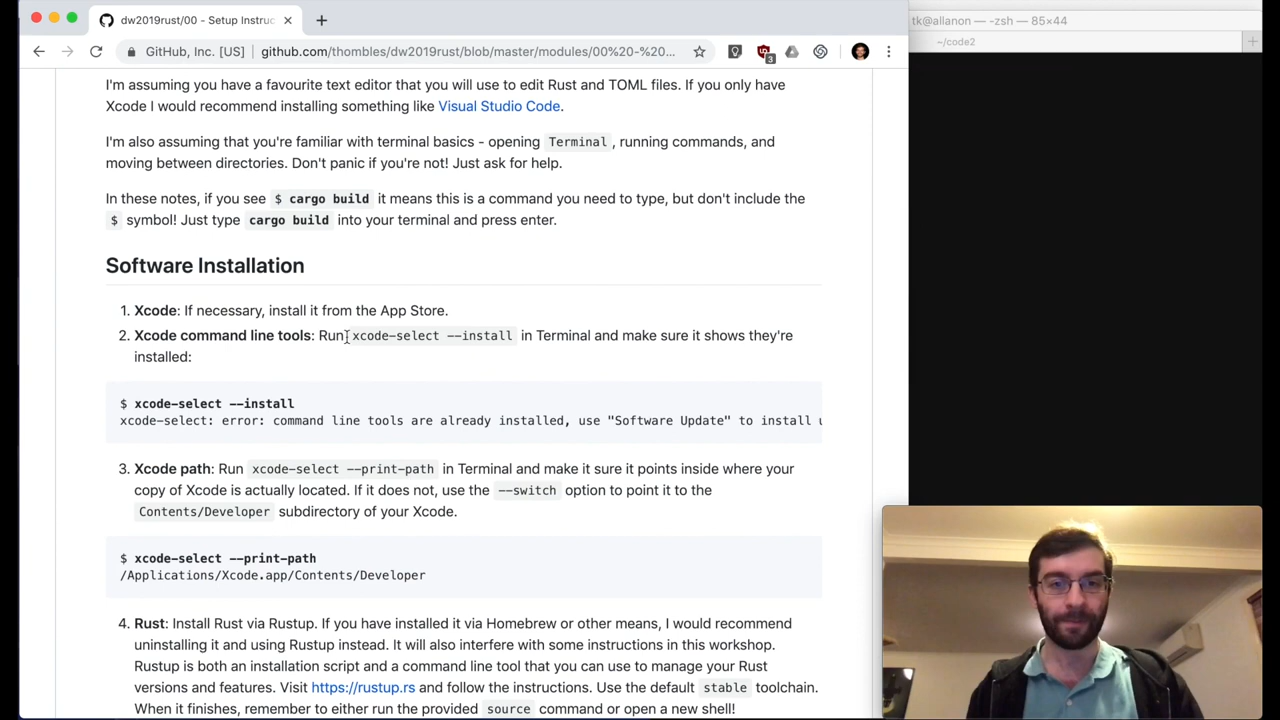 dw2019rust/00 - Setup Instruc
tk@allanon — -zsh — 85×44
~/code2
GitHub, Inc. [US]
github.com/thombles/dw2019rust/blob/master/modules/00%20-%20...
3
I'm assuming you have a favourite text editor that you will use to edit Rust and TOML files. If you only have
Xcode I would recommend installing something like Visual Studio Code.
I'm also assuming that you're familiar with terminal basics - opening Terminal , running commands, and
moving between directories. Don't panic if you're not! Just ask for help.
In these notes, if you see $ cargo build it means this is a command you need to type, but don't include the
$ symbol! Just type cargo build into your terminal and press enter.
Software Installation
1. Xcode: If necessary, install it from the App Store.
2. Xcode command line tools: Run xcode-select --install in Terminal and make sure it shows they're
installed:
$ xcode-select --install
xcode-select: error: command line tools are already installed, use "Software Update" to install
3. Xcode path: Run xcode-select --print-path in Terminal and make it sure it points inside where your
copy of Xcode is actually located. If it does not, use the --switch option to point it to the
Contents/Developer subdirectory of your Xcode.
$ xcode-select --print-path
/Applications/Xcode.app/Contents/Developer
4. Rust: Install Rust via Rustup. If you have installed it via Homebrew or other means, I would recommend
uninstalling it and using Rustup instead. It will also interfere with some instructions in this workshop.
Rustup is both an installation script and a command line tool that you can use to manage your Rust
versions and features. Visit https://rustup.rs and follow the instructions. Use the default stable toolchain.
When it finishes, remember to either run the provided source command or open a new shell!